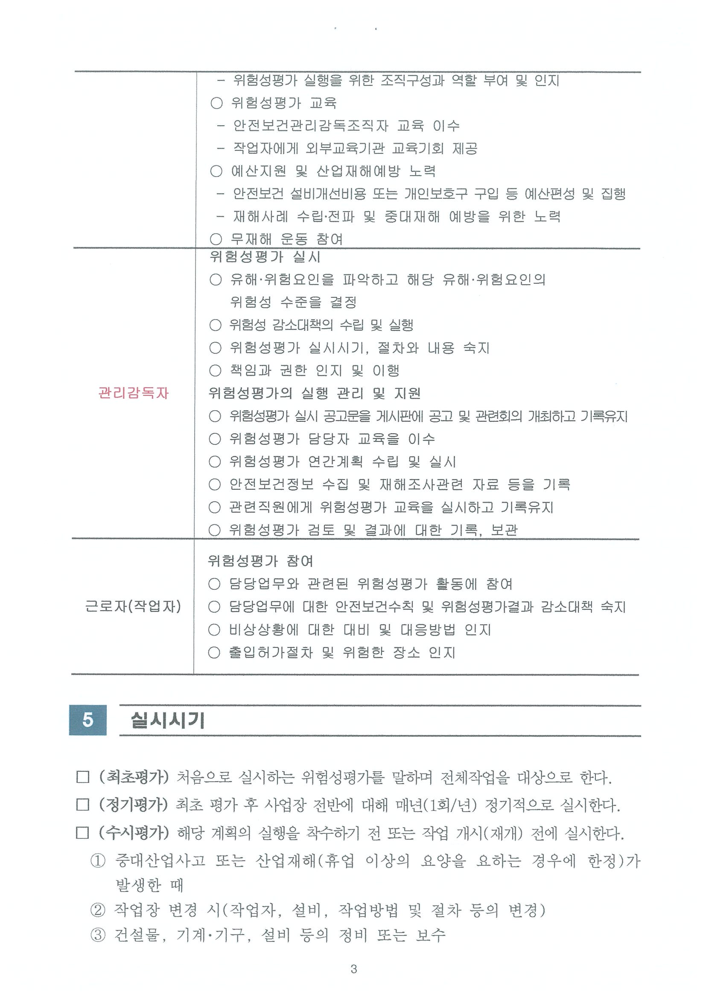 - 위험성평가 실행을 위한 조직구성과 역할 부여 및 인지
○ 위험성평가 교육
- 안전보건관리감독조직자 교육 이수
- 작업자에게 외부교육기관 교육기회 제공
○ 예산지원 및 산업재해예방 노력
- 안전보건 설비개선비용 또는 개인보호구 구입 등 예산편성 및 집행
- 재해사례 수립·전파 및 중대재해 예방을 위한 노력
○ 무재해 운동 참여
관리감독자
위험성평가 실시
○ 유해·위험요인을 파악하고 해당 유해·위험요인의
위험성 수준을 결정
○ 위험성 감소대책의 수립 및 실행
○ 위험성평가 실시시기, 절차와 내용 숙지
○ 책임과 권한 인지 및 이행
위험성평가의 실행 관리 및 지원
○ 위험성평가 실시 공고문을 게시판에 공고 및 관련회의 개최하고 기록유지
○ 위험성평가 담당자 교육을 이수
○ 위험성평가 연간계획 수립 및 실시
○ 안전보건정보 수집 및 재해조사관련 자료 등을 기록
○ 관련직원에게 위험성평가 교육을 실시하고 기록유지
○ 위험성평가 검토 및 결과에 대한 기록, 보관
근로자(작업자)
위험성평가 참여
○ 담당업무와 관련된 위험성평가 활동에 참여
○ 담당업무에 대한 안전보건수칙 및 위험성평가결과 감소대책 숙지
○ 비상상황에 대한 대비 및 대응방법 인지
○ 출입허가절차 및 위험한 장소 인지
5 실시시기
□ (최초평가) 처음으로 실시하는 위험성평가를 말하며 전체작업을 대상으로 한다.
□ (정기평가) 최초 평가 후 사업장 전반에 대해 매년(1회/년) 정기적으로 실시한다.
□ (수시평가) 해당 계획의 실행을 착수하기 전 또는 작업 개시(재개) 전에 실시한다.
① 중대산업사고 또는 산업재해(휴업 이상의 요양을 요하는 경우에 한정)가
발생한 때
② 작업장 변경 시(작업자, 설비, 작업방법 및 절차 등의 변경)
③ 건설물, 기계·기구, 설비 등의 정비 또는 보수
3